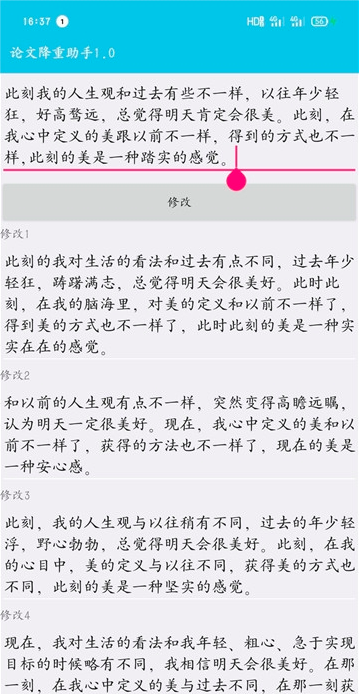 16:37 1 HD 4G 4G 56
论文降重助手1.0
此刻我的人生观和过去有些不一样，以往年少轻
狂，好高骛远，总觉得明天肯定会很美。此刻，在
我心中定义的美跟以前不一样，得到的方式也不一
样,此刻的美是一种踏实的感觉。
修改
修改1
此刻的我对生活的看法和过去有点不同，过去年少
轻狂，踌躇满志，总觉得明天会很美好。此时此
刻，在我的脑海里，对美的定义和以前不一样了，
得到美的方式也不一样了，此时此刻的美是一种实
实在在的感觉。
修改2
和以前的人生观有点不一样，突然变得高瞻远瞩，
认为明天一定很美好。现在，我心中定义的美和以
前不一样了，获得的方法也不一样了，现在的美是
一种安心感。
修改3
此刻，我的人生观与以往稍有不同，过去的年少轻
浮，野心勃勃，总觉得明天会很美好。此刻，在我
的心目中，美的定义与以往不同，获得美的方式也
不同，此刻的美是一种坚实的感觉。
修改4
现在，我对生活的看法和我年轻、粗心、急于实现
目标的时候略有不同，我相信明天会很美好。在那
一刻，在我心中定义的美与过去不同，在那一刻获